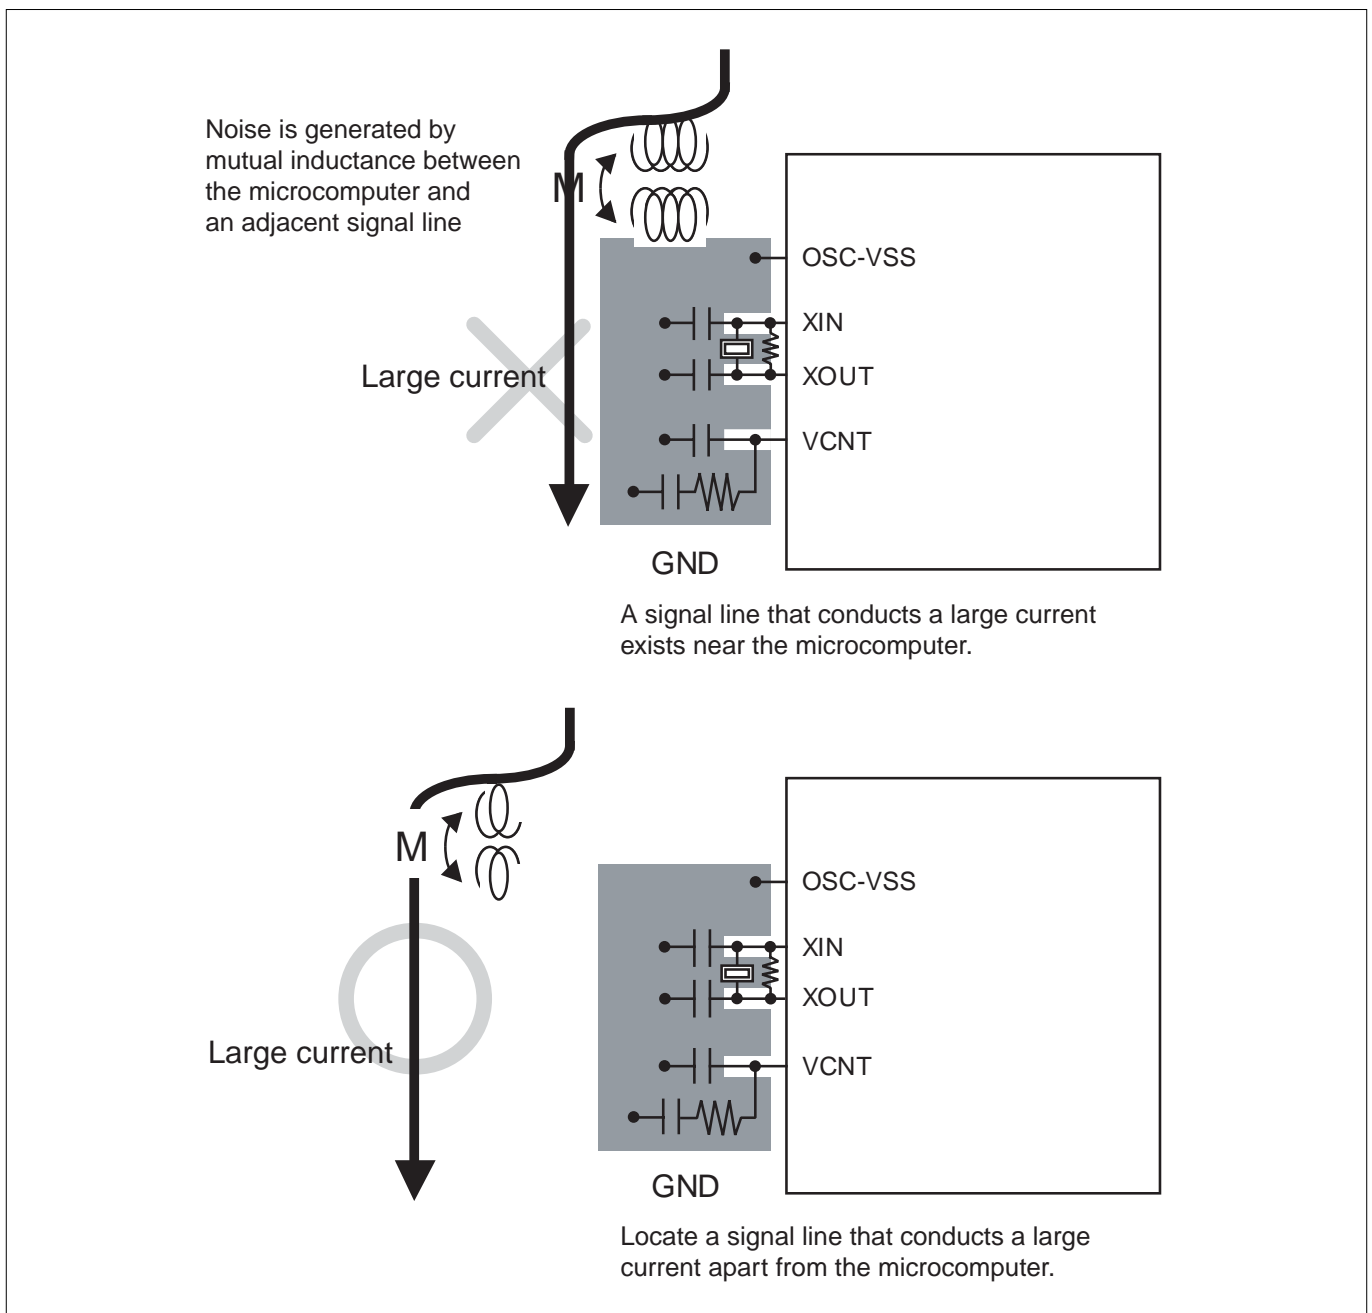 Noise is generated by
mutual inductance between
the microcomputer and
an adjacent signal line
M
OSC-VSS
XIN
Large current
XOUT
VCNT
GND
A signal line that conducts a large current
exists near the microcomputer.
M
OSC-VSS
XIN
XOUT
Large current
VCNT
GND
Locate a signal line that conducts a large
current apart from the microcomputer.